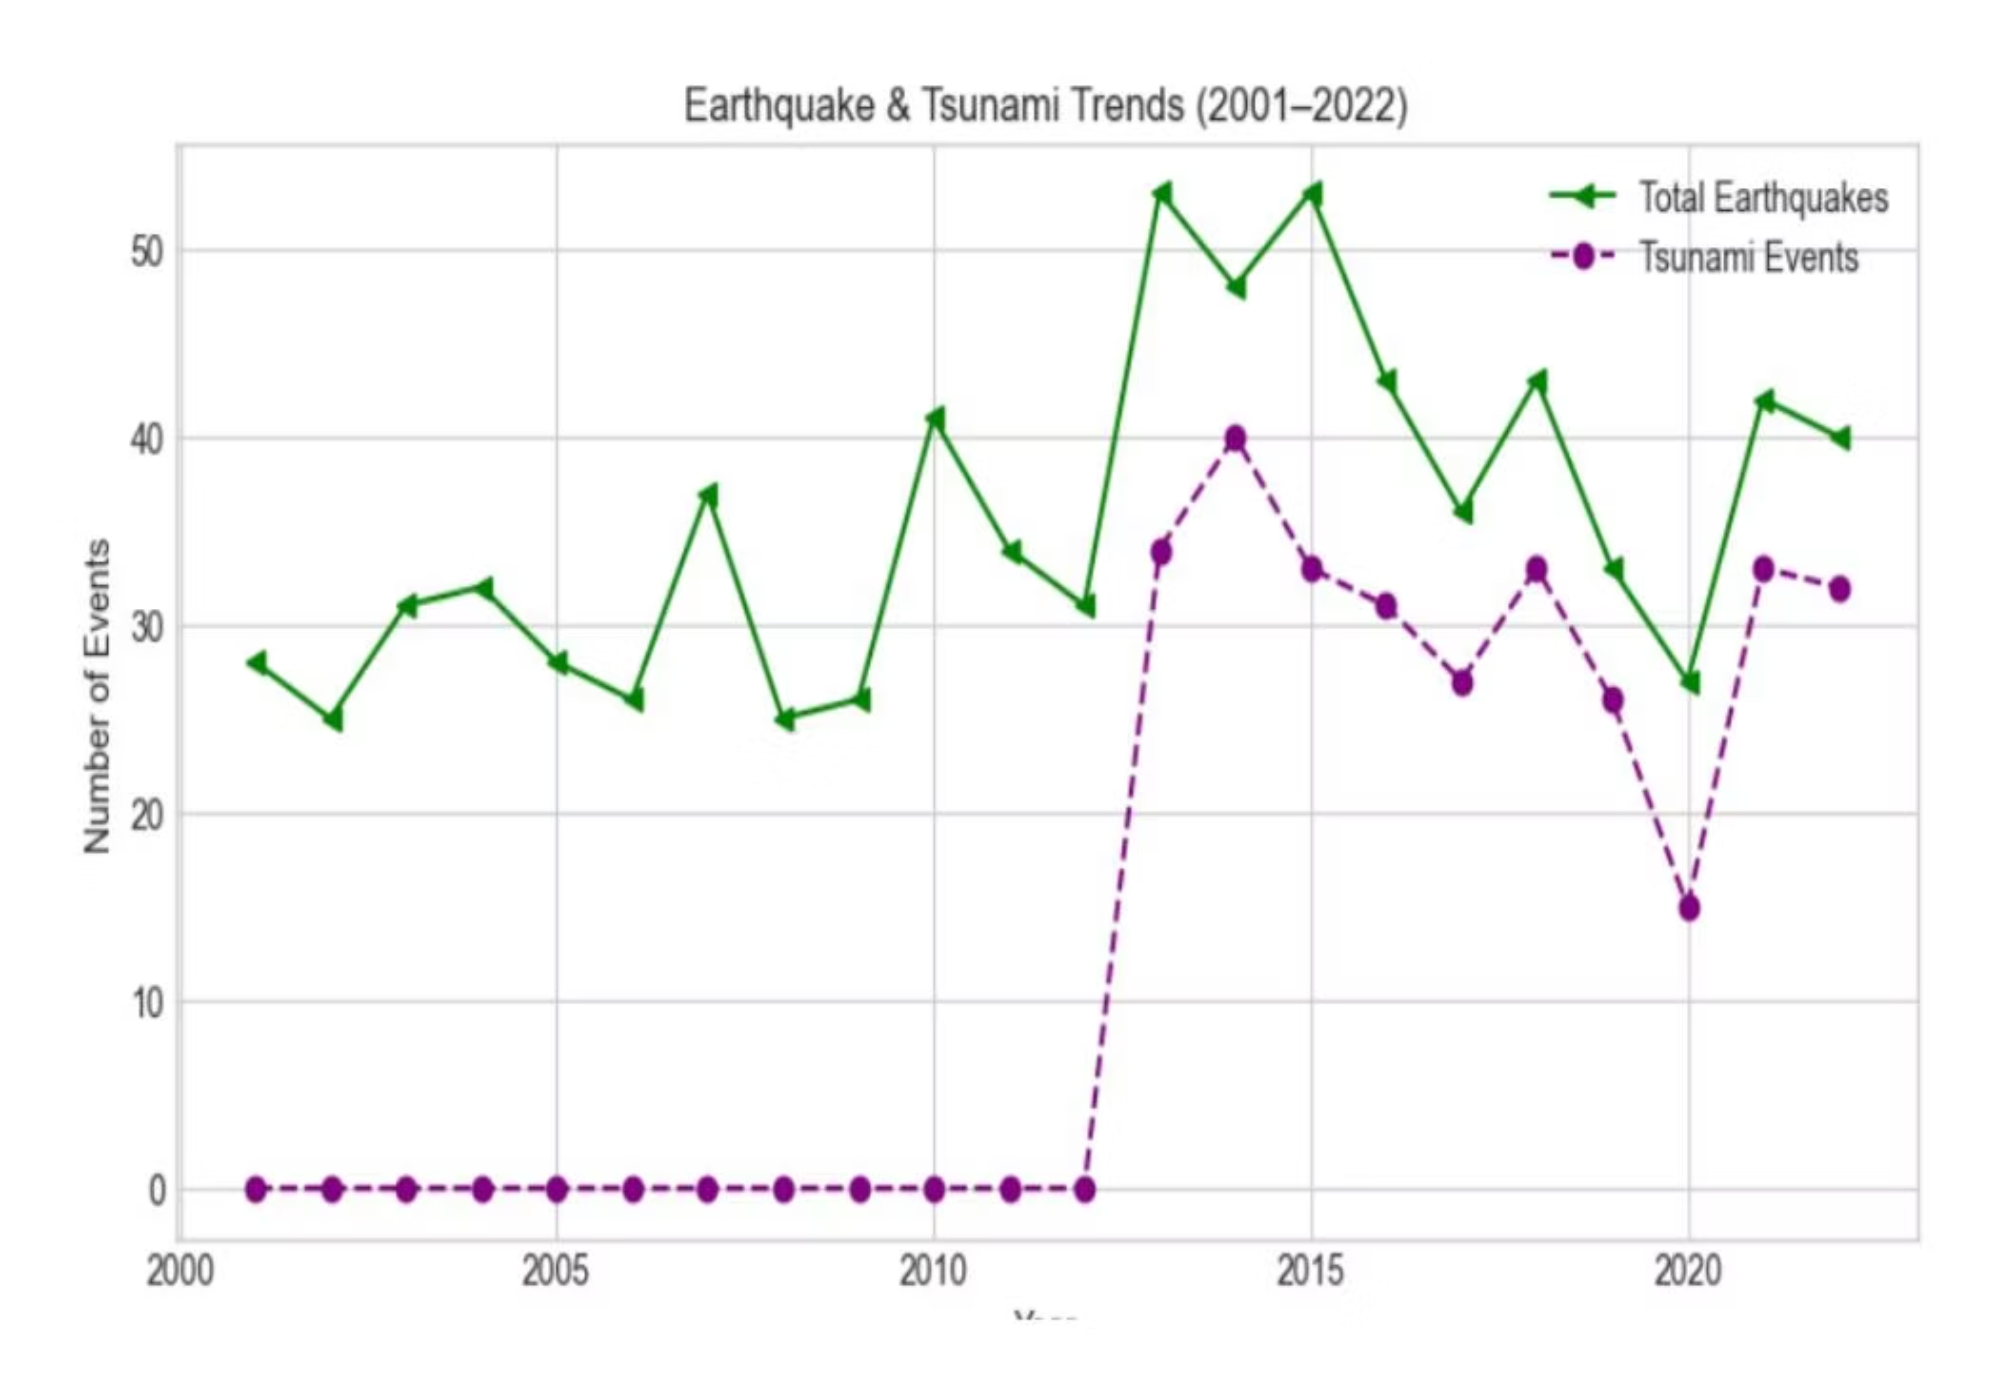 Earthquake & Tsunami Trends (2001–2022)
Total Earthquakes
Tsunami Events
Number of Events
50
40
30
20
10
0
2000 2005 2010 2015 2020